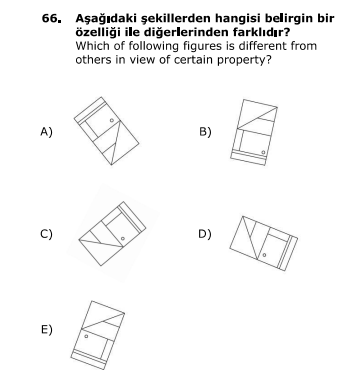 66. Aşağıdaki şekillerden hangisi belirgin bir
özelliği ile diğerlerinden farklıdır?
Which of following figures is different from
others in view of certain property?
A)
B)
C)
D)
E)